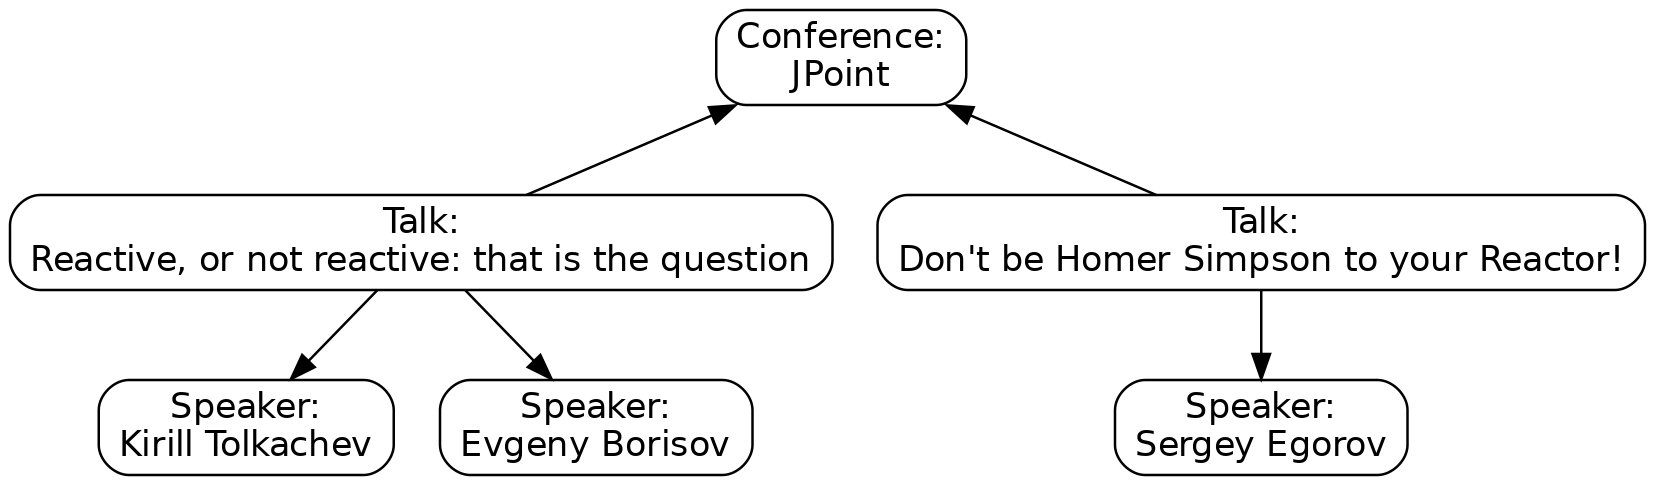 Conference:
JPoint
Talk:
Reactive, or not reactive: that is the question
Talk:
Don't be Homer Simpson to your Reactor!
Speaker:
Kirill Tolkachev
Speaker:
Evgeny Borisov
Speaker:
Sergey Egorov